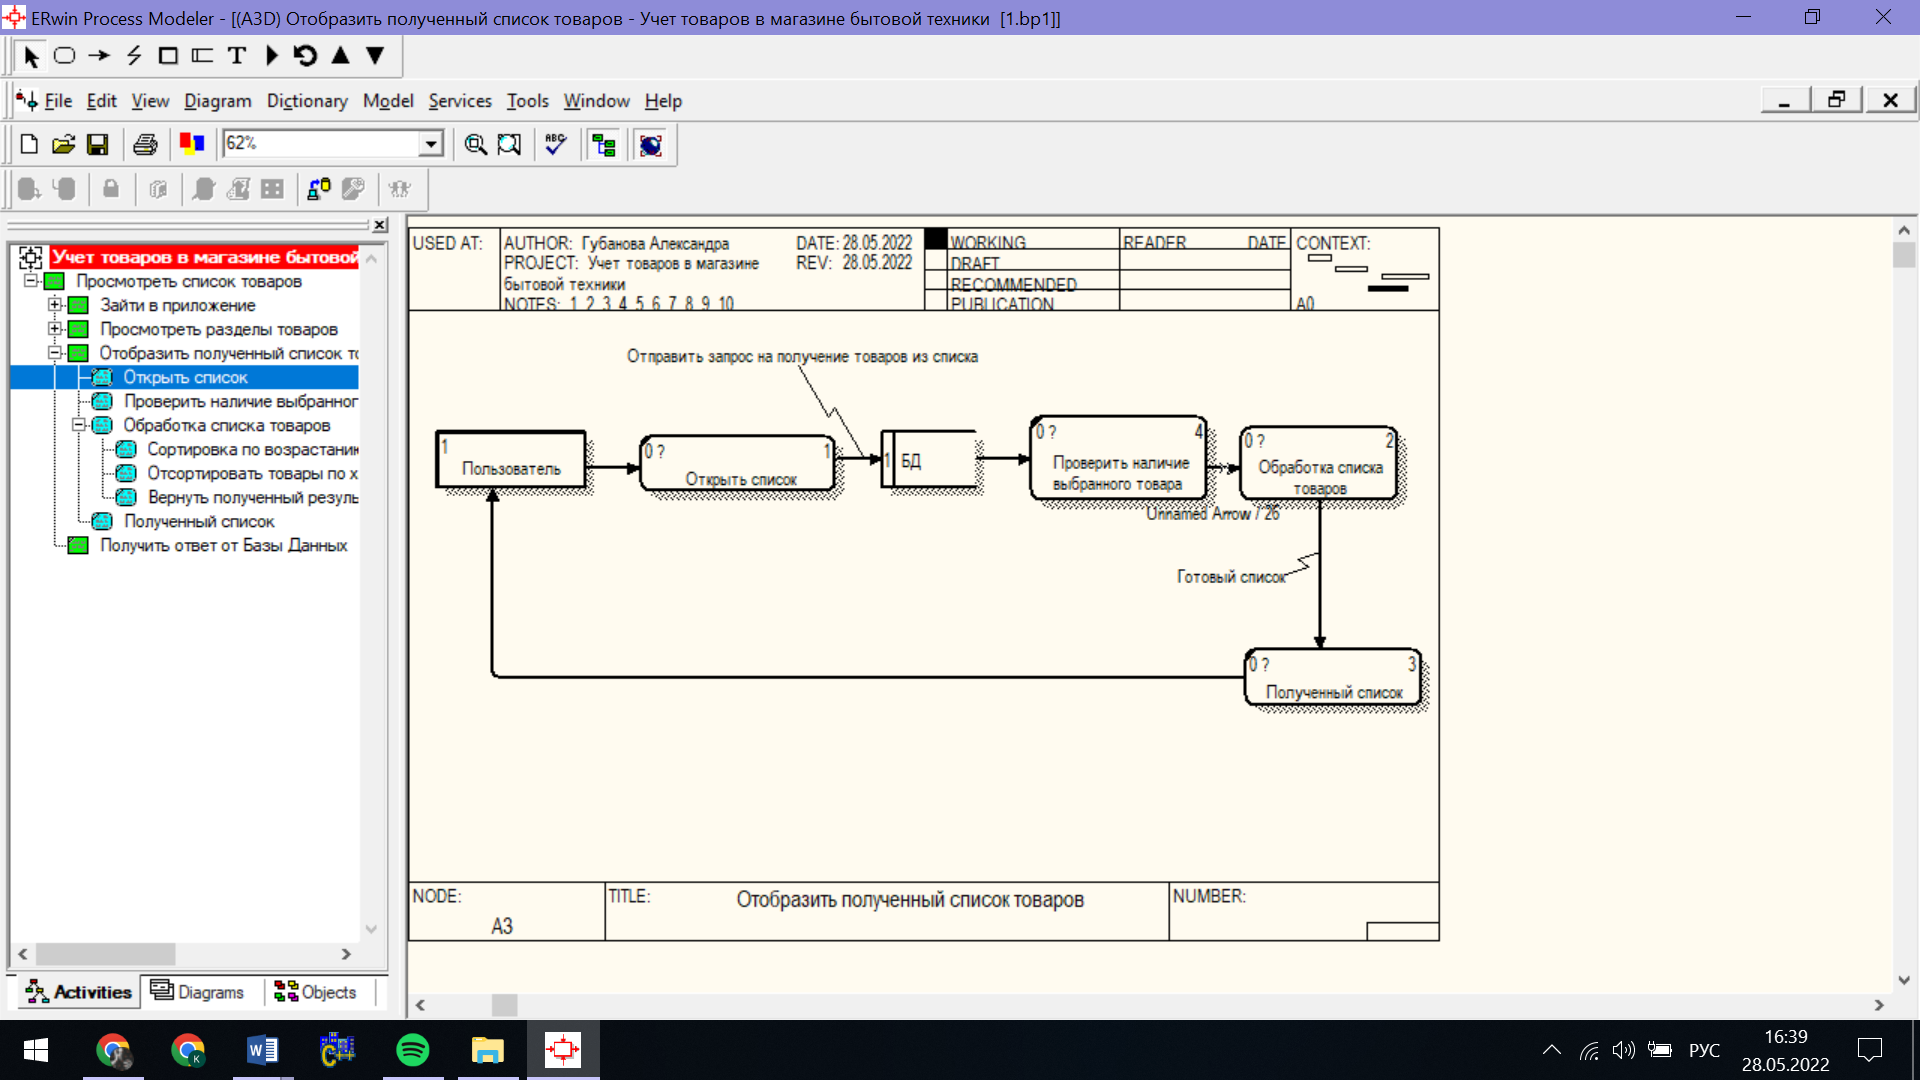 ERwin Process Modeler - [(A3D) Отобразить полученный список товаров - Учет товаров в магазине бытовой техники  [1.bp1]]
T
File Edit View Diagram Dictionary Model Services Tools Window Help
62%
ABC
Учет товаров в магазине бытовой
Просмотреть список товаров
Зайти в приложение
Просмотреть разделы товаров
Отобразить полученный список то
Открыть список
Проверить наличие выбранног
Обработка списка товаров
Сортировка по возрастани
Отсортировать товары по х
Вернуть полученный резуль
Полученный список
Получить ответ от Базы Данных
Activities Diagrams Objects
USED AT:
AUTHOR: Губанова Александра
DATE: 28.05.2022
PROJECT: Учет товаров в магазине
бытовой техники
REV: 28.05.2022
NOTES: 1 2 3 4 5 6 7 8 9 10
WORKING
DRAFT
RECOMMENDED
PUBLICATION
READER DATE
CONTEXT:
A0
Отправить запрос на получение товаров из списка
1
Пользователь
0 ? 1
Открыть список
1 БД
0 ? 4
Проверить наличие
выбранного товара
0 ? 2
Обработка списка
товаров
Unnamed Arrow / 26
Готовый список
0 ? 3
Полученный список
NODE:
A3
TITLE:
Отобразить полученный список товаров
NUMBER:
РУС
16:39
28.05.2022